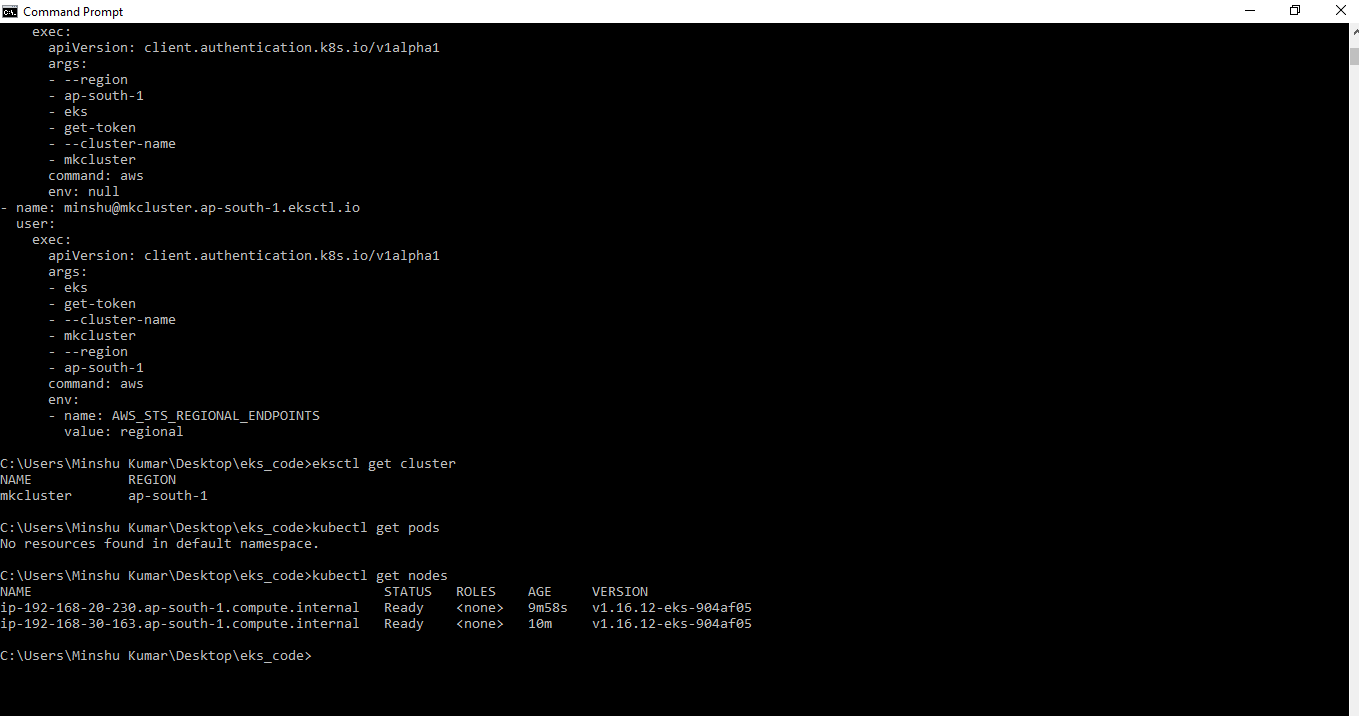 Command Prompt
    exec:
      apiVersion: client.authentication.k8s.io/v1alpha1
      args:
      - --region
      - ap-south-1
      - eks
      - get-token
      - --cluster-name
      - mkcluster
      command: aws
      env: null
- name: minshu@mkcluster.ap-south-1.eksctl.io
  user:
    exec:
      apiVersion: client.authentication.k8s.io/v1alpha1
      args:
      - eks
      - get-token
      - --cluster-name
      - mkcluster
      - --region
      - ap-south-1
      command: aws
      env:
      - name: AWS_STS_REGIONAL_ENDPOINTS
        value: regional
C:\Users\Minshu Kumar\Desktop\eks_code>eksctl get cluster
NAME            REGION
mkcluster       ap-south-1
C:\Users\Minshu Kumar\Desktop\eks_code>kubectl get pods
No resources found in default namespace.
C:\Users\Minshu Kumar\Desktop\eks_code>kubectl get nodes
NAME                                            STATUS   ROLES    AGE     VERSION
ip-192-168-20-230.ap-south-1.compute.internal   Ready    <none>   9m58s   v1.16.12-eks-904af05
ip-192-168-30-163.ap-south-1.compute.internal   Ready    <none>   10m     v1.16.12-eks-904af05
C:\Users\Minshu Kumar\Desktop\eks_code>